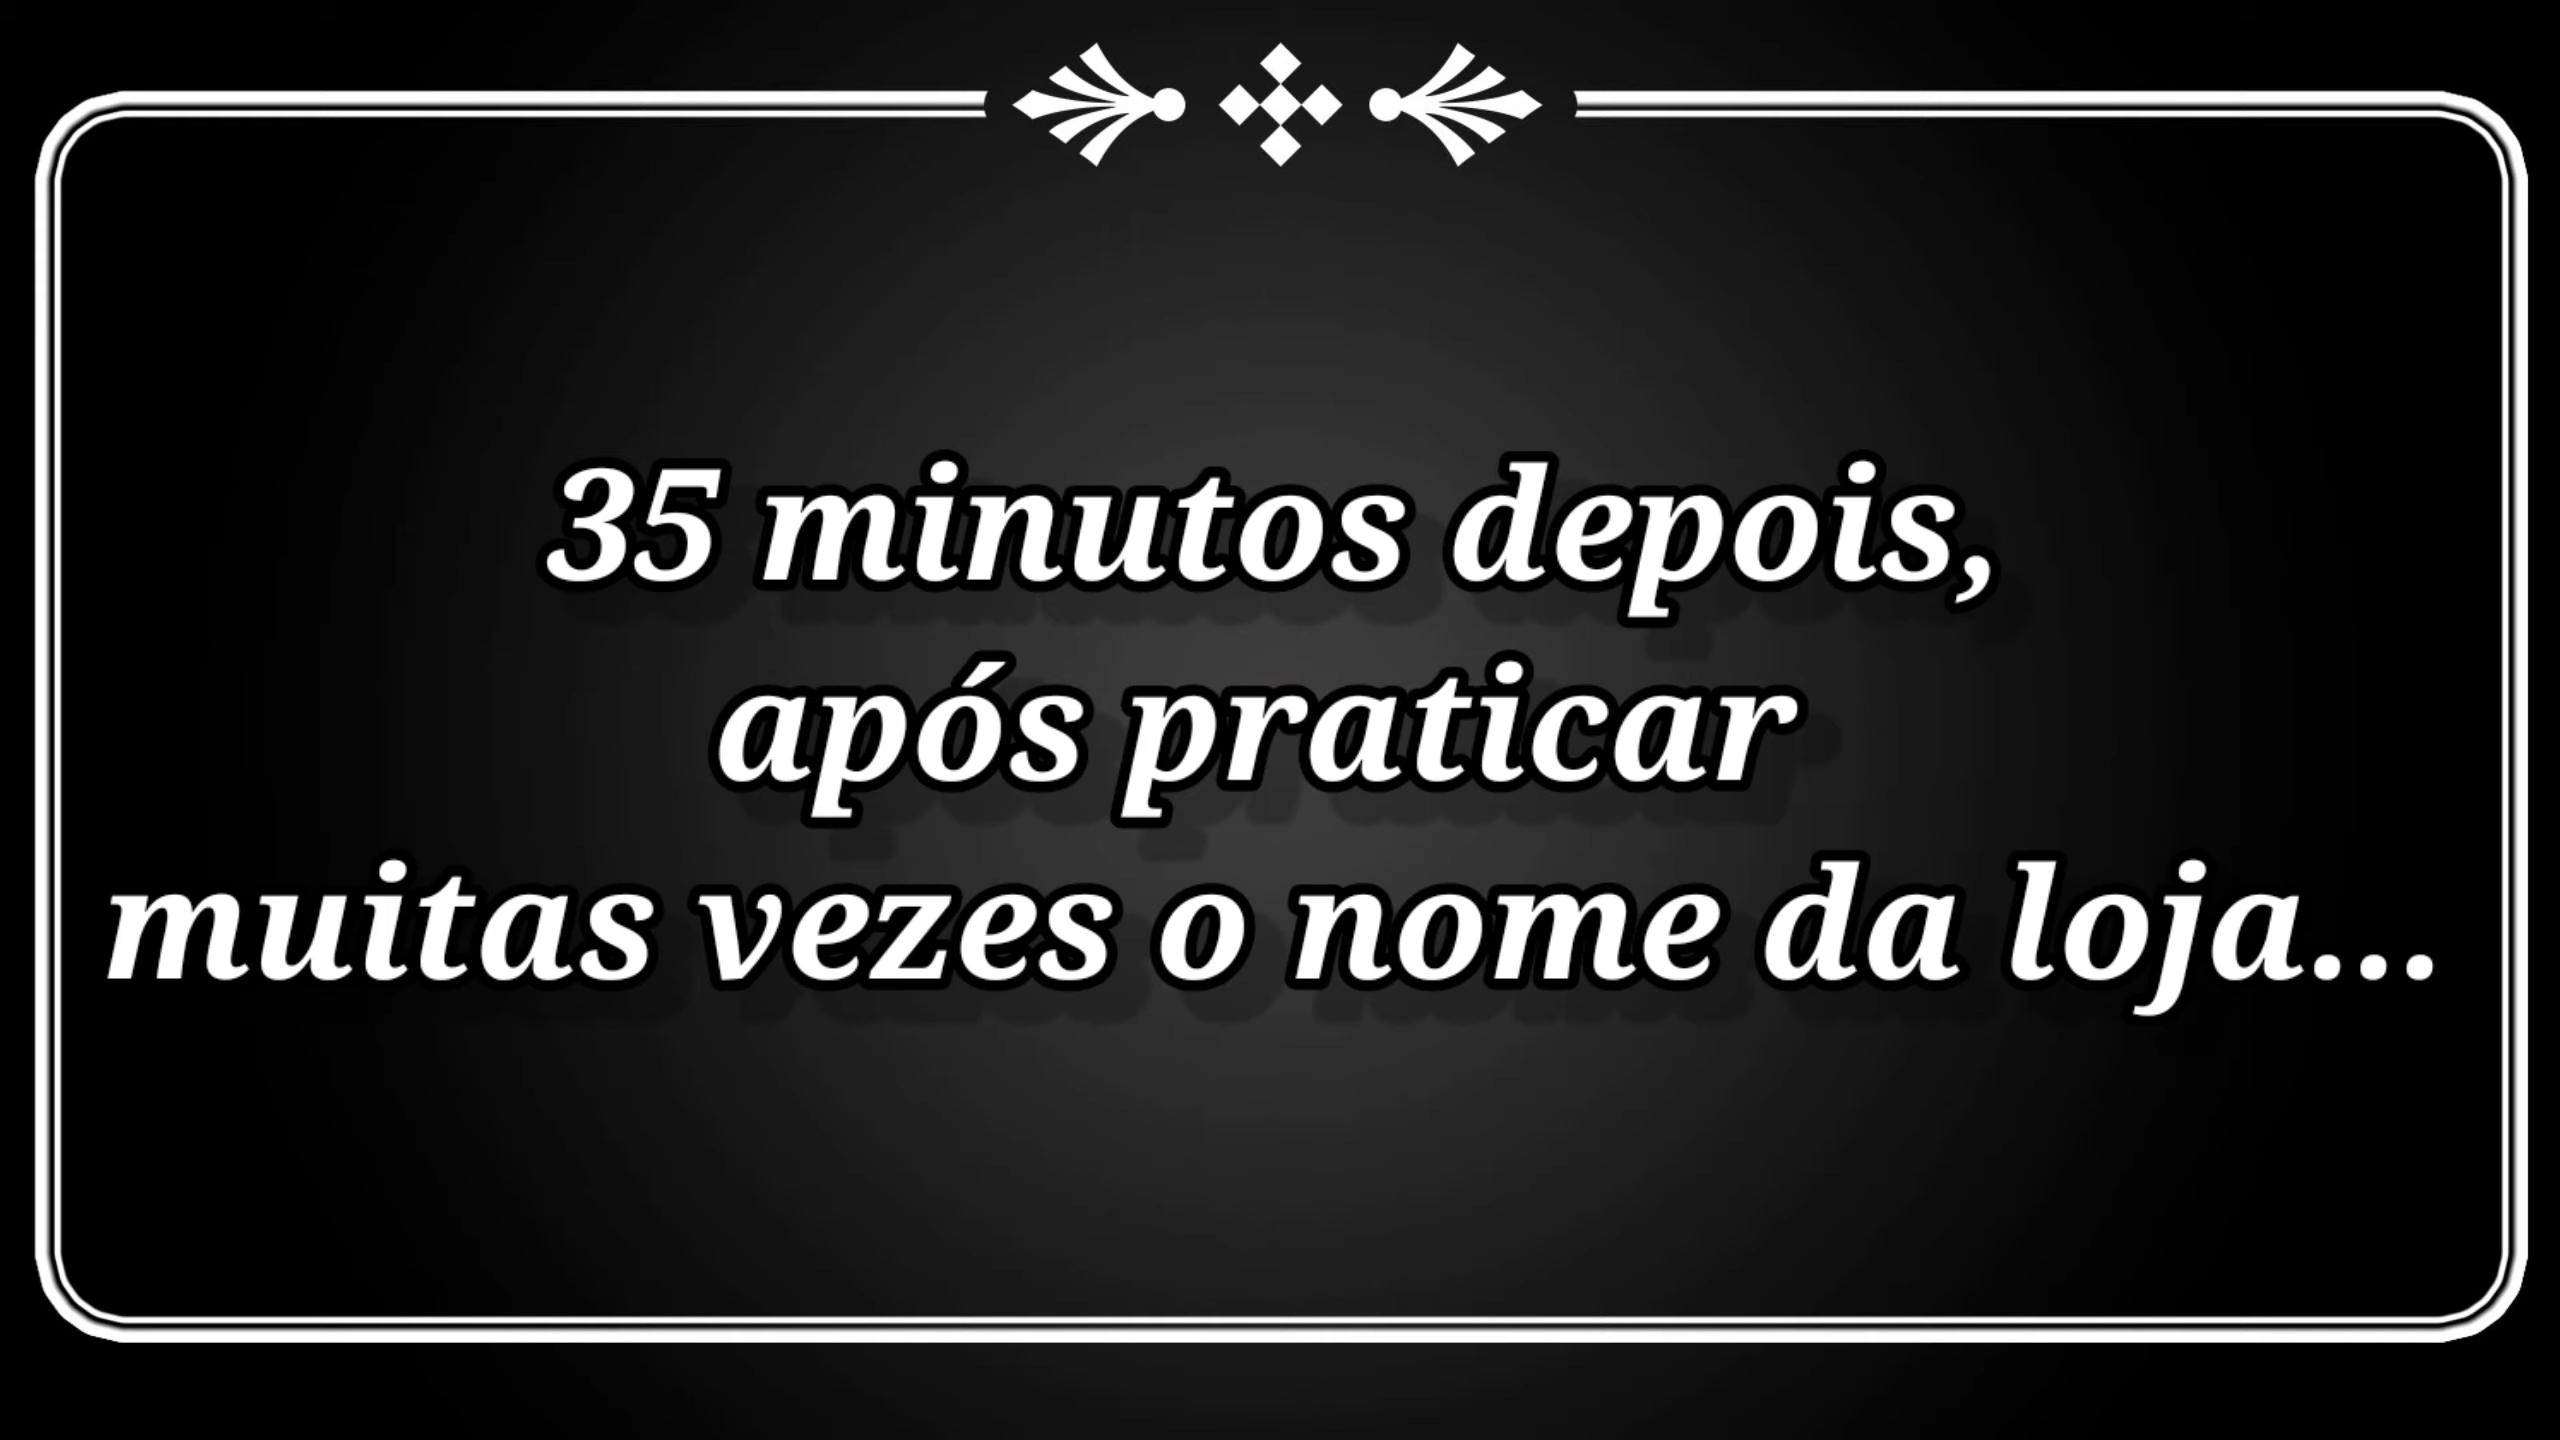 35 minutos depois,
após praticar
muitas vezes o nome da loja...